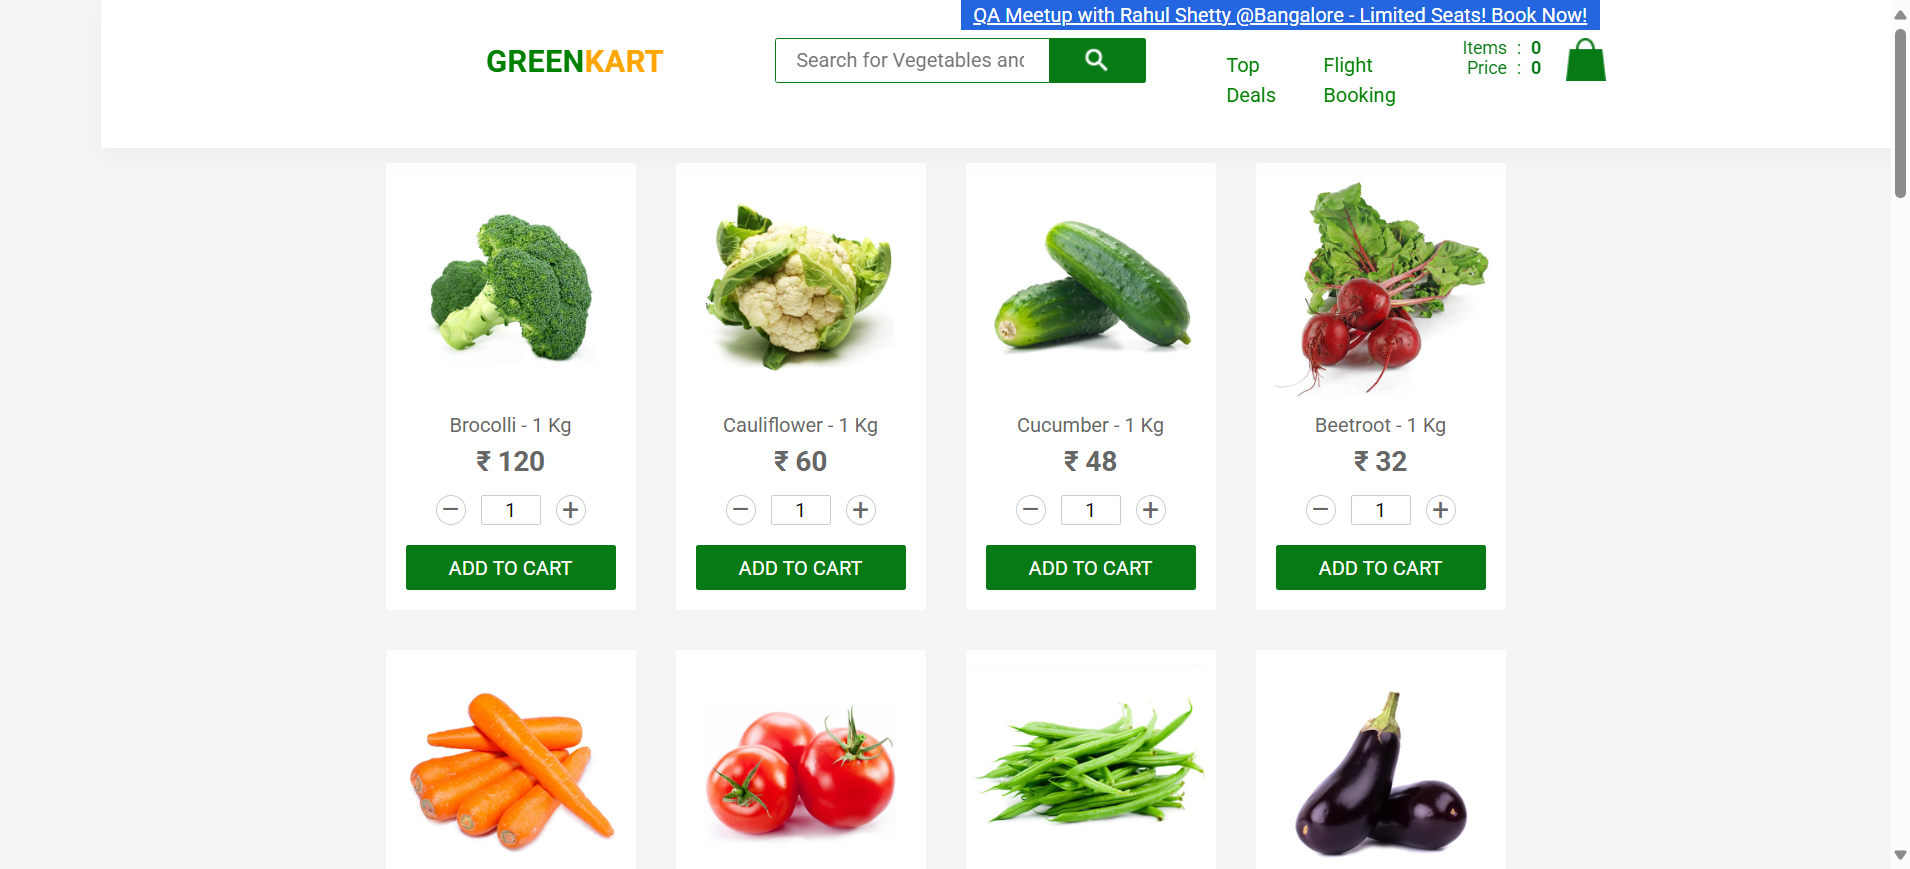 QA Meetup with Rahul Shetty @Bangalore - Limited Seats! Book Now!
GREENKART
Search for Vegetables and
Top
Deals
Flight
Booking
Items : 0
Price : 0
Brocolli - 1 Kg
₹ 120
1
ADD TO CART
Cauliflower - 1 Kg
₹ 60
1
ADD TO CART
Cucumber - 1 Kg
₹ 48
1
ADD TO CART
Beetroot - 1 Kg
₹ 32
1
ADD TO CART